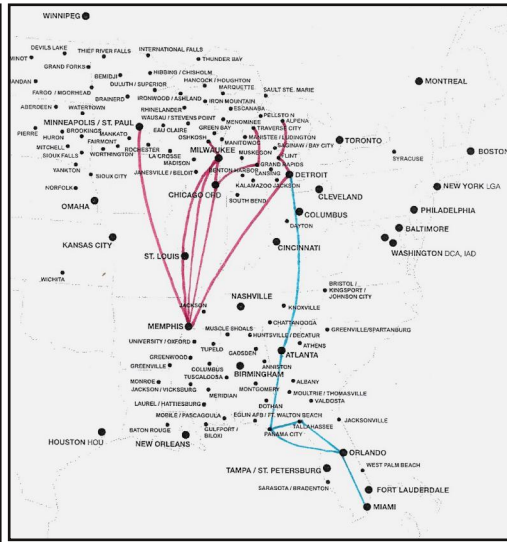 WINNIPEG
DEVILS LAKE
THIEF RIVER FALLS
INTERNATIONAL FALLS
THUNDER BAY
MINOT
GRAND FORKS
BEMIDJI
HIBBING / CHISHOLM
HANCOCK / HOUGHTON
DULUTH / SUPERIOR
MARQUETTE
SAULT STE. MARIE
FARGO / MOORHEAD
BRAINERD
IRONWOOD / ASHLAND
IRON MOUNTAIN
ESCANABA
RHINELANDER
PELLSTON
MONTREAL
ABERDEEN
WATERTOWN
WAUSAU / STEVENS POINT
MENOMINEE
ALPENA
MINNEAPOLIS / ST. PAUL
GREEN BAY
TRAVERSE CITY
PIERRE
HURON
BROOKINGS
MANKATO
EAU CLAIRE
OSHKOSH
MANITOWOC
MANISTEE / LUDINGTON
TORONTO
MITCHELL
FAIRMONT
ROCHESTER
MILWAUKEE
SAGINAW / BAY CITY
BOSTON
SIOUX FALLS
WORTHINGTON
LA CROSSE
MUSKEGON
FLINT
SYRACUSE
MADISON
GRAND RAPIDS
YANKTON
SIOUX CITY
JANESVILLE / BELOIT
BENTON HARBOR
LANSING
DETROIT
NORFOLK
CHICAGO ORD
KALAMAZOO
JACKSON
CLEVELAND
NEW YORK LGA
OMAHA
SOUTH BEND
COLUMBUS
PHILADELPHIA
DAYTON
BALTIMORE
KANSAS CITY
CINCINNATI
WASHINGTON DCA, IAD
ST. LOUIS
WICHITA
BRISTOL /
KINGSPORT /
JOHNSON CITY
NASHVILLE
JACKSON
KNOXVILLE
MEMPHIS
CHATTANOOGA
MUSCLE SHOALS
HUNTSVILLE / DECATUR
GREENVILLE/SPARTANBURG
UNIVERSITY / OXFORD
ATHENS
TUPELO
GADSDEN
ATLANTA
GREENWOOD
ANNISTON
GREENVILLE
COLUMBUS
BIRMINGHAM
TUSCALOOSA
MONROE
ALBANY
JACKSON / VICKSBURG
MONTGOMERY
MOULTRIE / THOMASVILLE
MERIDIAN
LAUREL / HATTIESBURG
DOTHAN
VALDOSTA
MOBILE / PASCAGOULA
EGLIN AFB / FT. WALTON BEACH
JACKSONVILLE
BATON ROUGE
GULFPORT /
BILOXI
PANAMA CITY
TALLAHASSEE
HOUSTON HOU
NEW ORLEANS
ORLANDO
TAMPA / ST. PETERSBURG
WEST PALM BEACH
SARASOTA / BRADENTON
FORT LAUDERDALE
MIAMI